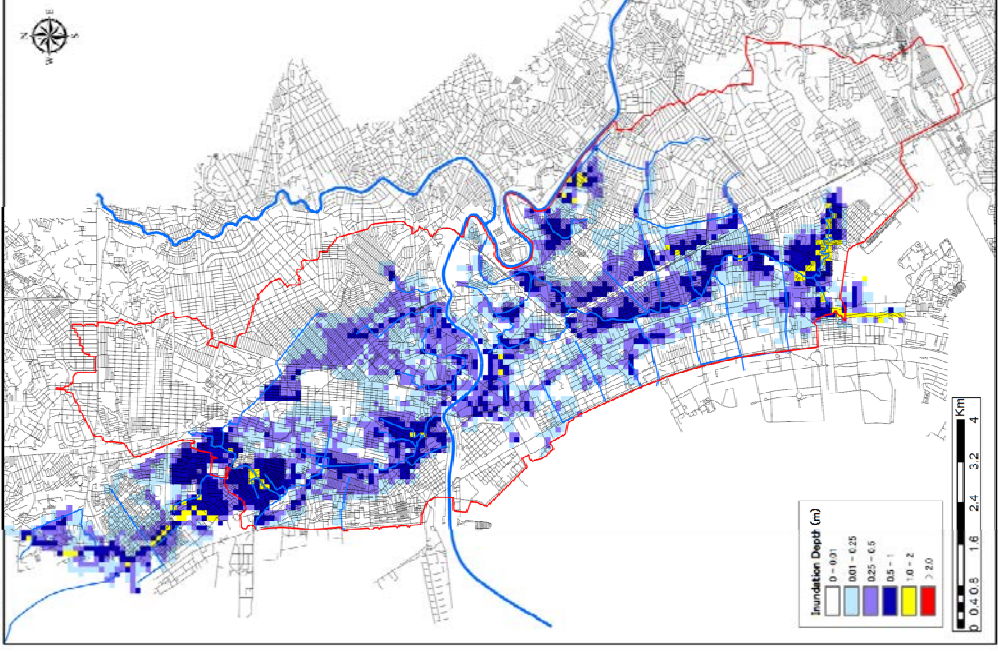 N
E
S
W
Inundation Depth (m)
0 - 0.01
0.01 - 0.25
0.25 - 0.5
0.5 - 1
1.0 - 2
> 2.0
Km
0 0.4 0.8 1.6 2.4 3.2 4